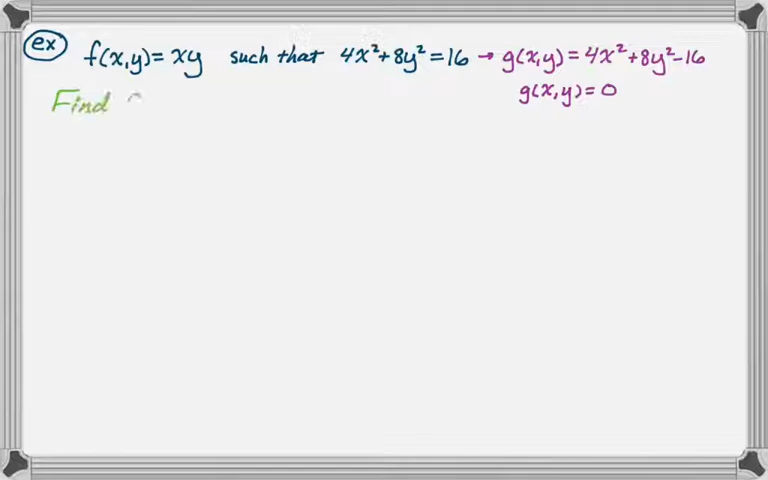 ex f(x,y) = xy such that 4x²+8y² = 16 → g(x,y) = 4x²+8y²-16
g(x,y) = 0
Find